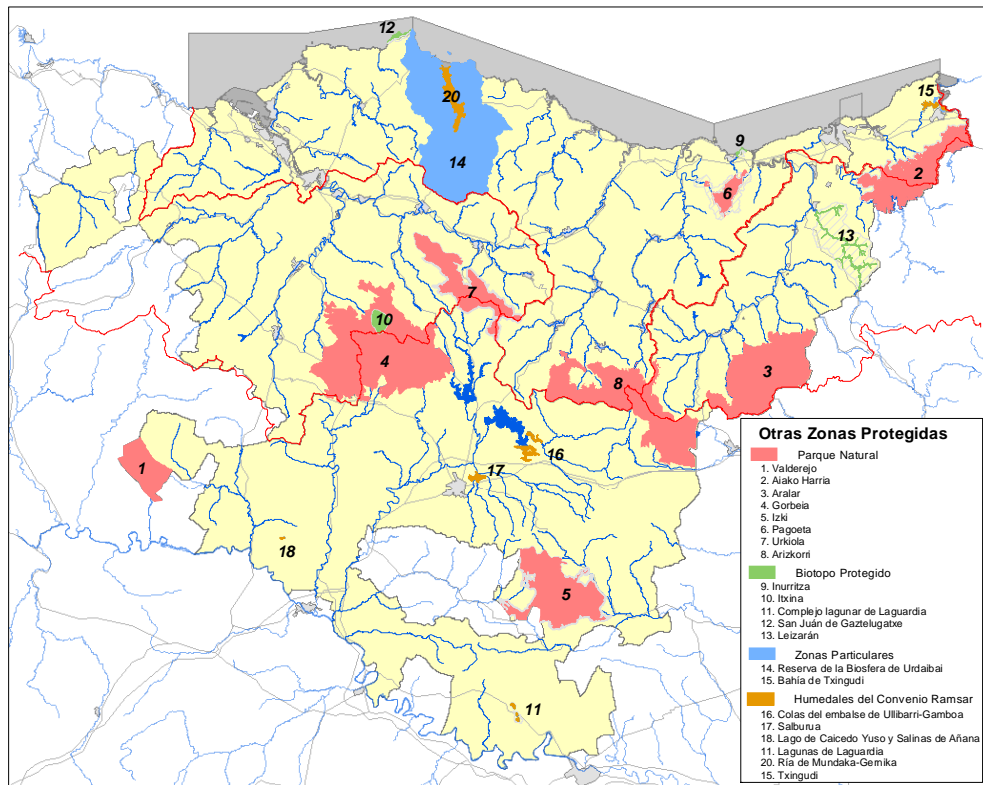 12
20
15
14
9
2
6
13
7
10
4
8
3
16
17
1
18
5
11
Otras Zonas Protegidas
Parque Natural
1. Valderejo
2. Aiako Harria
3. Aralar
4. Gorbeia
5. Izki
6. Pagoeta
7. Urkiola
8. Arizkorri
Biotopo Protegido
9. Inurritza
10. Itxina
11. Complejo lagunar de Laguardia
12. San Juán de Gaztelugatxe
13. Leizarán
Zonas Particulares
14. Reserva de la Biosfera de Urdaibai
15. Bahía de Txingudi
Humedales del Convenio Ramsar
16. Colas del embalse de Ullibarri-Gamboa
17. Salburua
18. Lago de Caicedo Yuso y Salinas de Añana
11. Lagunas de Laguardia
20. Ría de Mundaka-Gernika
15. Txingudi